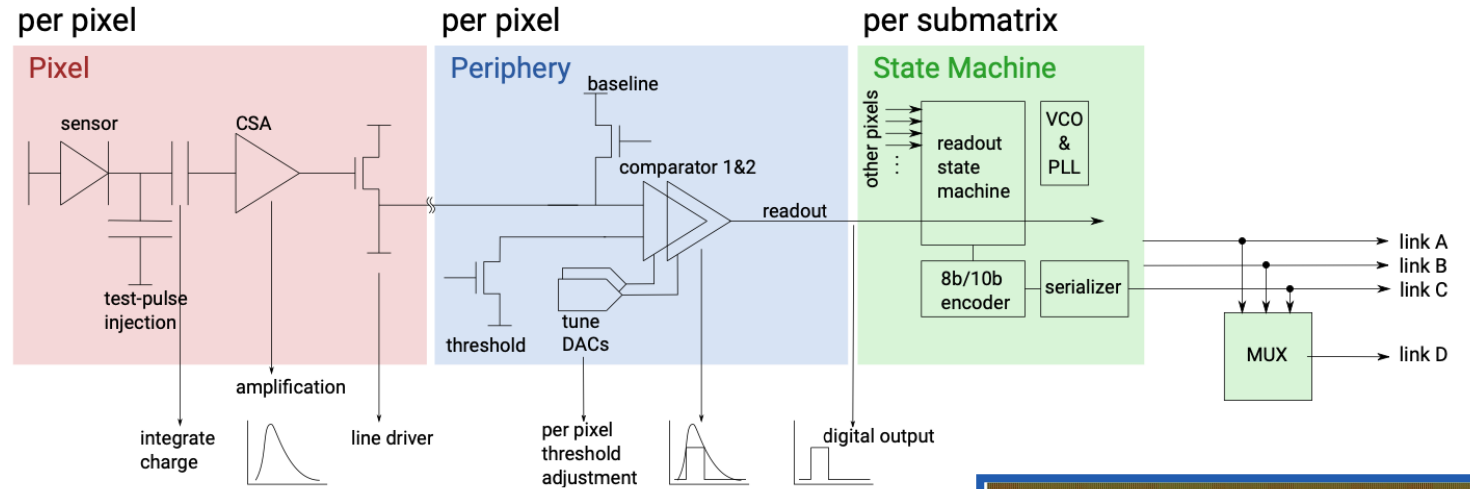 per pixel
per pixel
per submatrix
Pixel
Periphery
State Machine
sensor
CSA
test-pulse
injection
baseline
comparator 1&2
threshold
tune
DACs
readout
other pixels
...
readout
state
machine
VCO
&
PLL
8b/10b
encoder
serializer
link A
link B
link C
MUX
link D
integrate
charge
amplification
line driver
per pixel
threshold
adjustment
digital output